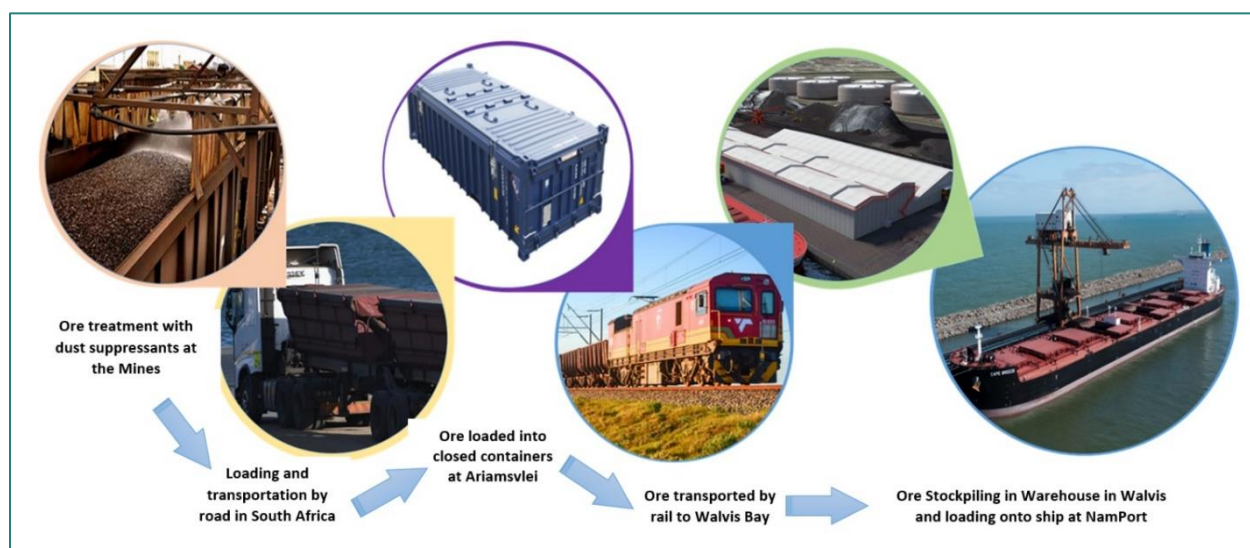 Ore treatment with
dust suppressants at
the Mines
Loading and
transportation by
road in South Africa
Ore loaded into
closed containers
at Ariamsvlei
Ore transported by
rail to Walvis Bay
Ore Stockpiling in Warehouse in Walvis
and loading onto ship at NamPort